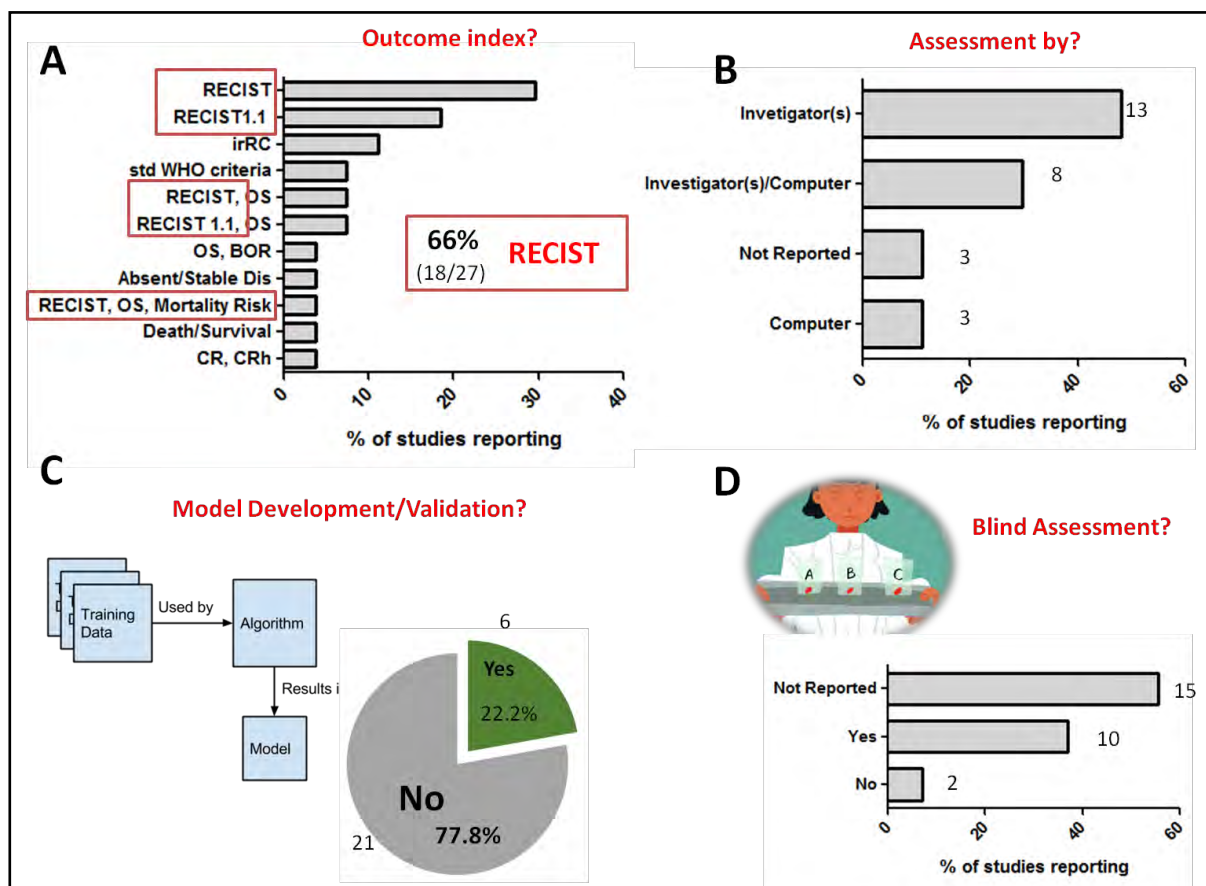 Outcome index?
A
RECIST
RECIST1.1
irRC
std WHO criteria
RECIST, OS
RECIST 1.1, OS
OS, BOR
Absent/Stable Dis
RECIST, OS, Mortality Risk
Death/Survival
CR, CRh
66%
(18/27)
RECIST
0
10
20
30
40
% of studies reporting
Assessment by?
B
Invetigator(s)
13
Investigator(s)/Computer
8
Not Reported
3
Computer
3
0
20
40
60
% of studies reporting
C
Model Development/Validation?
Training
Data
Used by
Algorithm
Results i
Model
6
Yes
22.2%
No
77.8%
21
D
Blind Assessment?
A B C
Not Reported
15
Yes
10
No
2
0
20
40
60
% of studies reporting